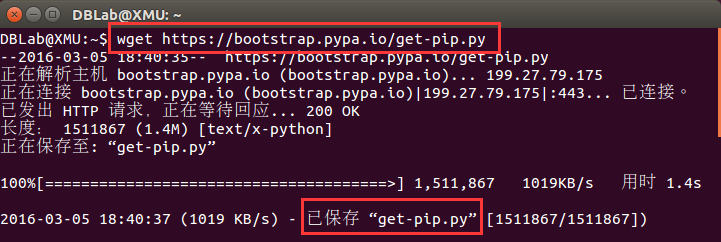 DBLab@XMU: ~
DBLab@XMU:~$ wget https://bootstrap.pypa.io/get-pip.py
--2016-03-05 18:40:35--  https://bootstrap.pypa.io/get-pip.py
正在解析主机 bootstrap.pypa.io (bootstrap.pypa.io)... 199.27.79.175
正在连接 bootstrap.pypa.io (bootstrap.pypa.io)|199.27.79.175|:443... 已连接。
已发出 HTTP 请求，正在等待回应... 200 OK
长度： 1511867 (1.4M) [text/x-python]
正在保存至: “get-pip.py”
100%[======================================>] 1,511,867   1019KB/s   用时 1.4s
2016-03-05 18:40:37 (1019 KB/s) - 已保存 “get-pip.py” [1511867/1511867])